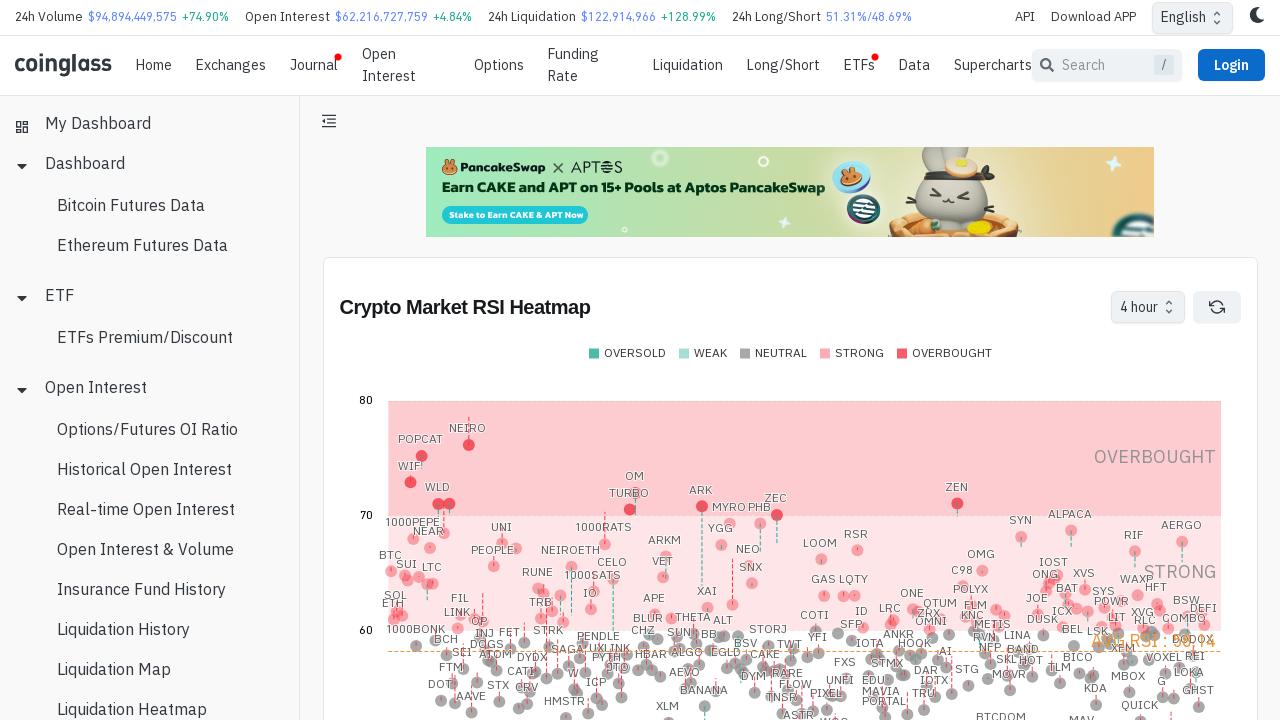 24h Volume $94,894,449,575 +74.90% Open Interest $62,216,727,759 +4.84% 24h Liquidation $122,914,966 +128.99% 24h Long/Short 51.31%/48.69% API Download APP English
coinglass Home Exchanges Journal Open Interest Options Funding Rate Liquidation Long/Short ETFs Data Supercharts Search / Login
My Dashboard
Dashboard
Bitcoin Futures Data
Ethereum Futures Data
ETF
ETFs Premium/Discount
Open Interest
Options/Futures OI Ratio
Historical Open Interest
Real-time Open Interest
Open Interest & Volume
Insurance Fund History
Liquidation History
Liquidation Map
Liquidation Heatmap
PancakeSwap X APTOS
Earn CAKE and APT on 15+ Pools at Aptos PancakeSwap
Stake to Earn CAKE & APT Now
Crypto Market RSI Heatmap
4 hour
OVERSOLD WEAK NEUTRAL STRONG OVERBOUGHT
80
NEIRO
POPCAT
OVERBOUGHT
WIF
OM
WLD TURBO ARK ZEC ZEN
MYRO PHB
70
1000PEPE SYN ALPACA
NEAR UNI 1000RATS YGG AERGO
ARKM RSR RIF
PEOPLE NEIROETH LOOM
BTC NEO OMG
SUI LTC CELO VET SNX IOST
RUNE C98 ONG XVS STRONG
GAS LQTY WAXP
IO XAI POLYX BAT SYS HFT
SOL FIL APE ONE JOE
ETH TRB QTUM FLM POWR BSW
LINK LRC ICX DEFI
OP BLUR THETA ALT COTI ID ZRX KNC DUSK LIT XVG COMBO
60
1000BONK INJ FET STRK CHZ SUN STORJ SFP OMNI METIS BEL LSK RLC
BCH PENDLE BB YFI ANKR RVN LINA
AVG RSI
DOGS BSV TWT IOTA HOOK NFP BAND XEM
SEI ATOM DYDX SAGA PYTH HBAR ALGO EGLD CAKE AI SKL HOT BICO VOXEL REI
FTM CATI AEVO DYM RARE FXS STMX DAR STG MOVR TLM LOKA
DOT STX CRV W ICP FLOW UNFI EDU IOTX MBOX G
AAVE HMSTR BANANA TNSR PIXEL MAVIA TRU KDA GHST
XLM ASTR PORTAL BTCDOM MAV QUICK